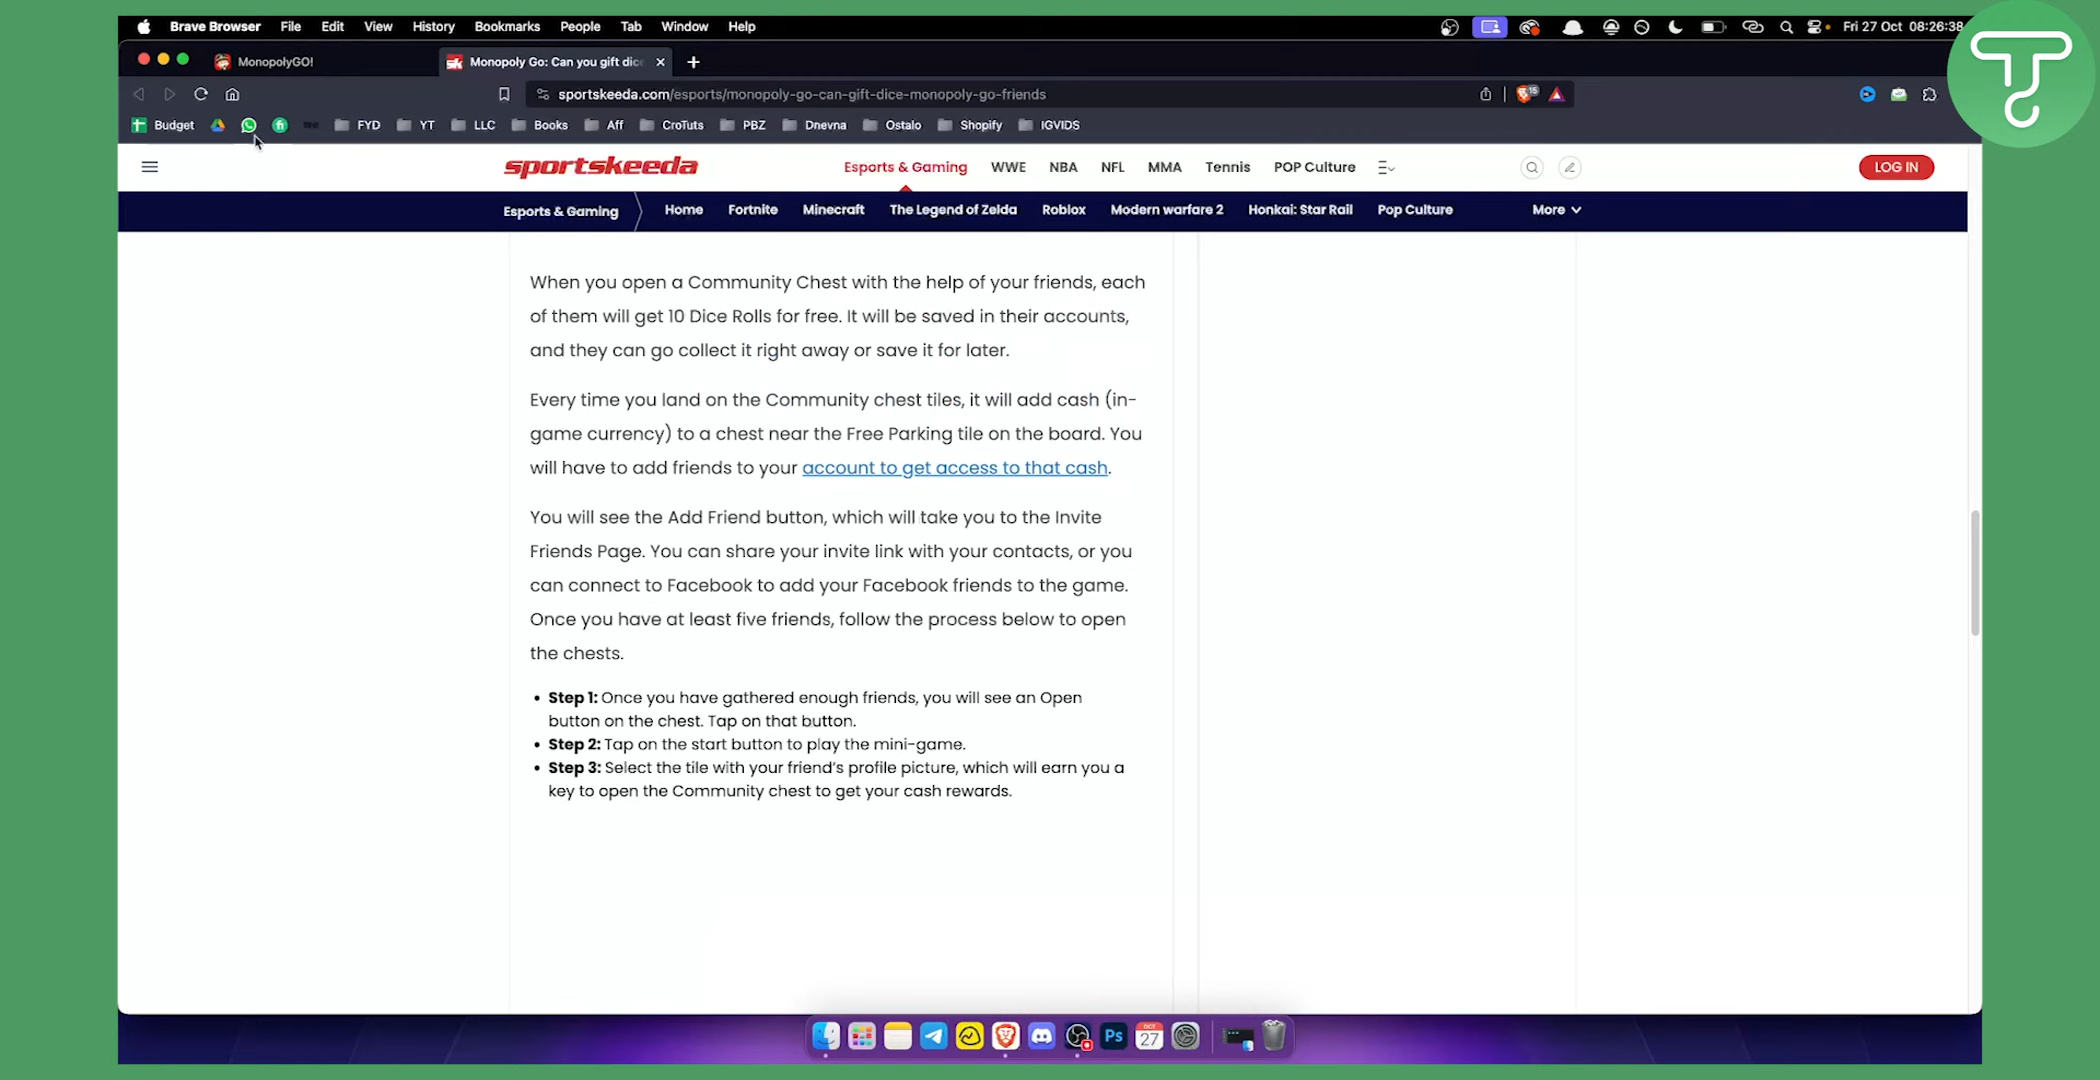 Brave Browser File Edit View History Bookmarks People Tab Window Help Fri 27 Oct 08:26:38
MonopolyGO! Monopoly Go: Can you gift dic
sportskeeda.com/esports/monopoly-go-can-gift-dice-monopoly-go-friends 15
Budget FYD YT LLC Books Aff CroTuts PBZ Dnevna Ostalo Shopify IGVIDS
sportskeeda Esports & Gaming WWE NBA NFL MMA Tennis POP Culture LOG IN
Esports & Gaming Home Fortnite Minecraft The Legend of Zelda Roblox Modern warfare 2 Honkai: Star Rail Pop Culture More
When you open a Community Chest with the help of your friends, each
of them will get 10 Dice Rolls for free. It will be saved in their accounts,
and they can go collect it right away or save it for later.
Every time you land on the Community chest tiles, it will add cash (in-
game currency) to a chest near the Free Parking tile on the board. You
will have to add friends to your account to get access to that cash.
You will see the Add Friend button, which will take you to the Invite
Friends Page. You can share your invite link with your contacts, or you
can connect to Facebook to add your Facebook friends to the game.
Once you have at least five friends, follow the process below to open
the chests.
• Step 1: Once you have gathered enough friends, you will see an Open
button on the chest. Tap on that button.
• Step 2: Tap on the start button to play the mini-game.
• Step 3: Select the tile with your friend's profile picture, which will earn you a
key to open the Community chest to get your cash rewards.
Ps OCT
27